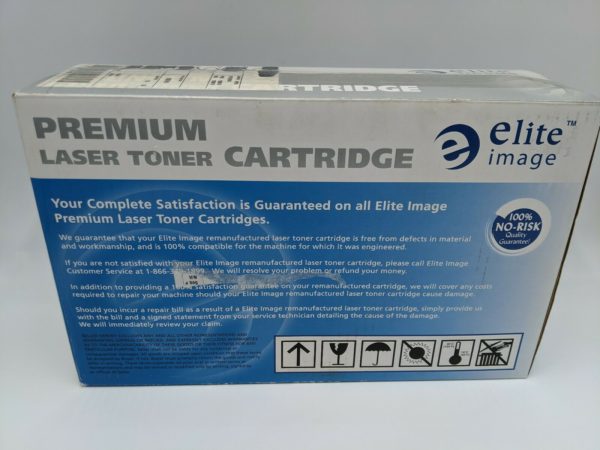 CARTRIDGE
elite
PREMIUM
LASER TONER CARTRIDGE
elite™
image
Your Complete Satisfaction is Guaranteed on all Elite Image
Premium Laser Toner Cartridges.
100%
NO-RISK
Quality
Guarantee!
We guarantee that your Elite Image remanufactured laser toner cartridge is free from defects in material
and workmanship, and is 100% compatible for the machine for which it was engineered.
If you are not satisfied with your Elite Image remanufactured laser toner cartridge, please call Elite Image
Customer Service at 1-866- We will resolve your problem or refund your money.
In addition to providing a satisfaction guarantee on your remanufactured cartridge, we will cover any costs
required to repair your machine should your Elite Image remanufactured laser toner cartridge cause damage.
Should you incur a repair bill as a result of a Elite Image remanufactured laser toner cartridge, simply provide us
with the bill and a signed statement from your service technician detailing the cause of the damage.
We will immediately review your claim.